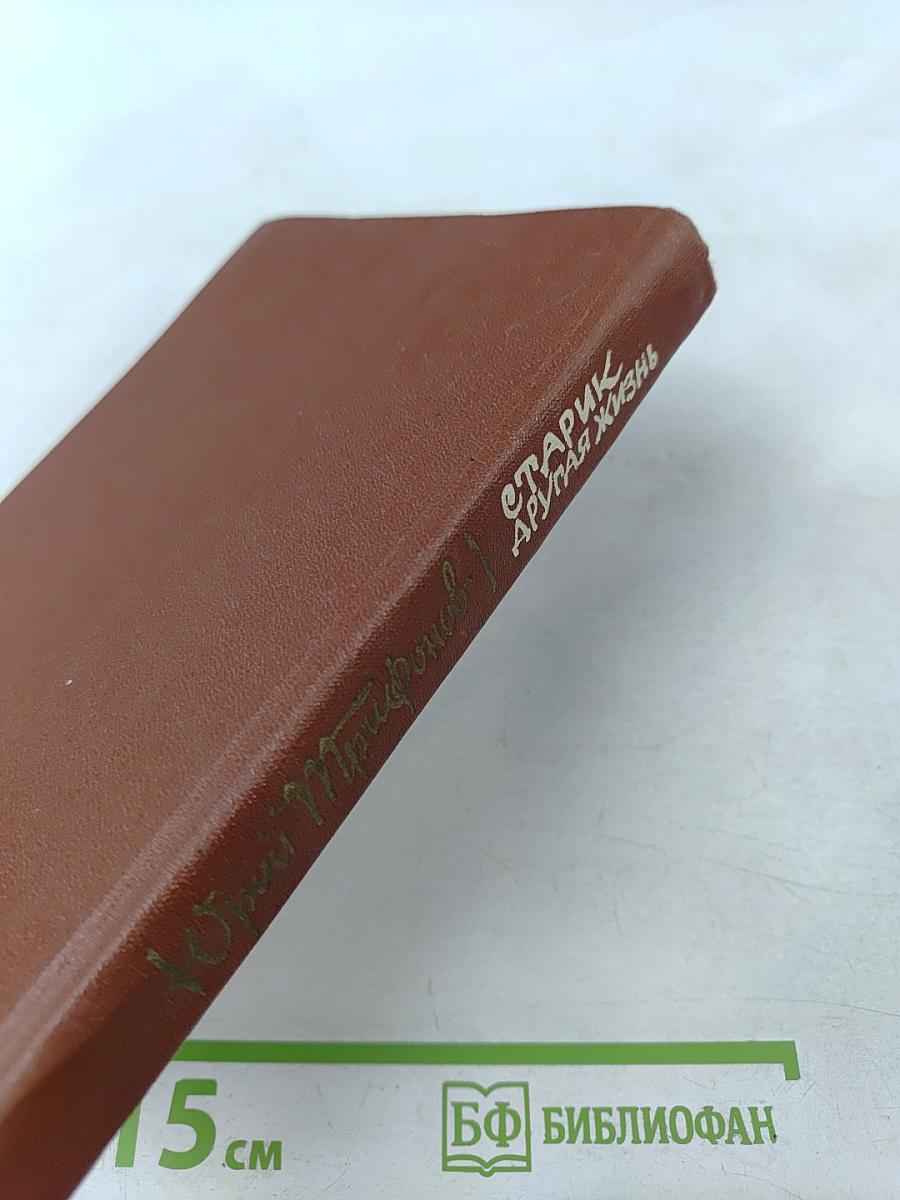 Юрий Трифонов
СТАРИК
ДРУГАЯ ЖИЗНЬ
15 см
БФ БИБЛИОФАН